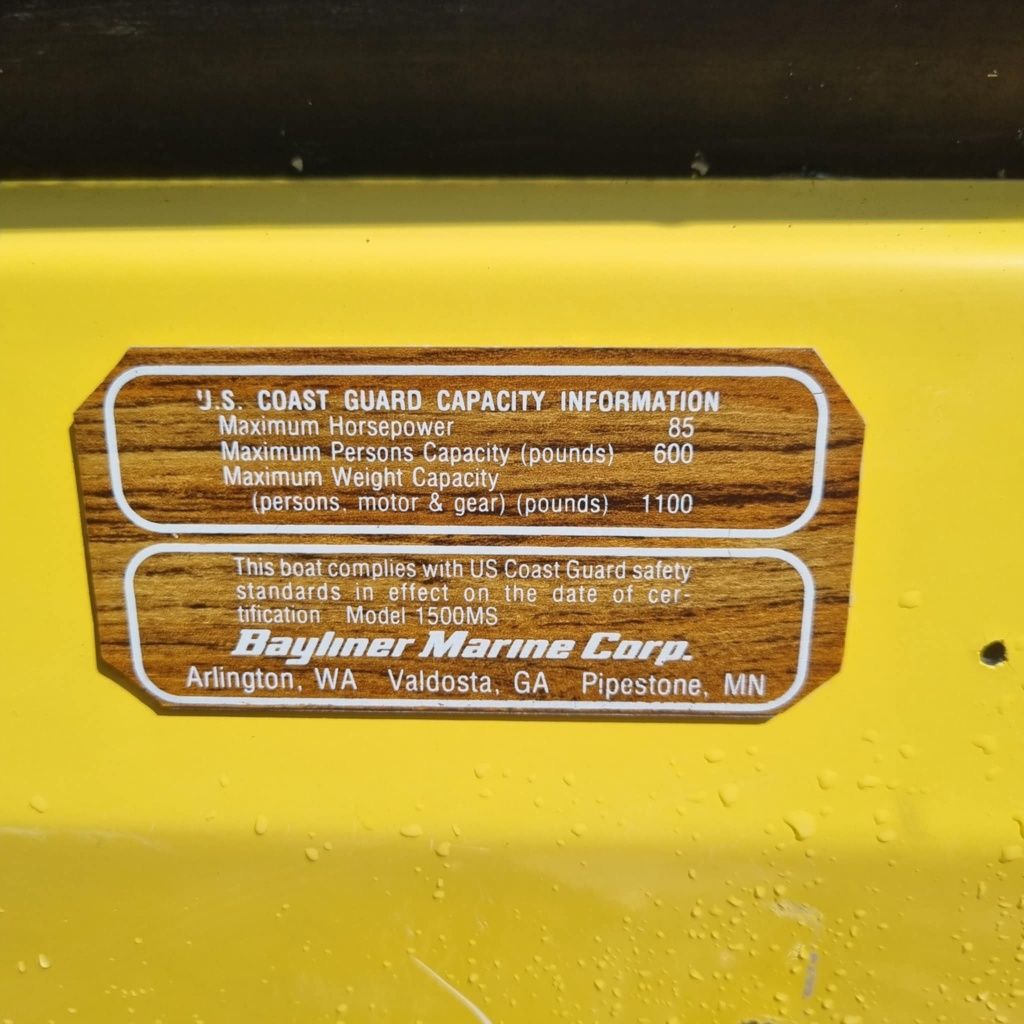 U.S. COAST GUARD CAPACITY INFORMATION
Maximum Horsepower 85
Maximum Persons Capacity (pounds) 600
Maximum Weight Capacity
(persons, motor & gear) (pounds) 1100
This boat complies with US Coast Guard safety
standards in effect on the date of cer-
tification Model 1500MS
Bayliner Marine Corp.
Arlington, WA Valdosta, GA Pipestone, MN